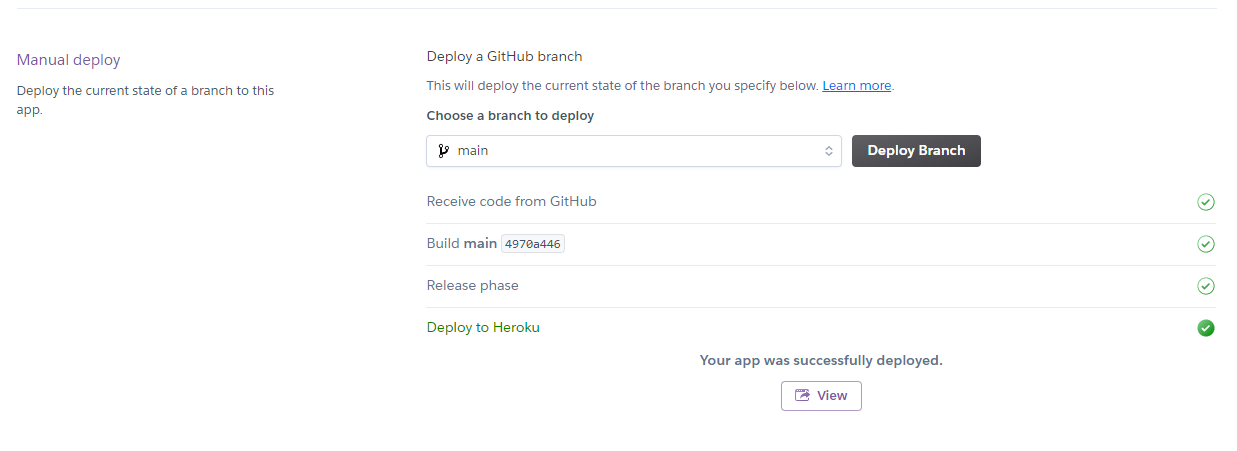 Manual deploy
Deploy the current state of a branch to this
app.
Deploy a GitHub branch
This will deploy the current state of the branch you specify below. Learn more.
Choose a branch to deploy
main
Deploy Branch
Receive code from GitHub
Build main 4970a446
Release phase
Deploy to Heroku
Your app was successfully deployed.
View